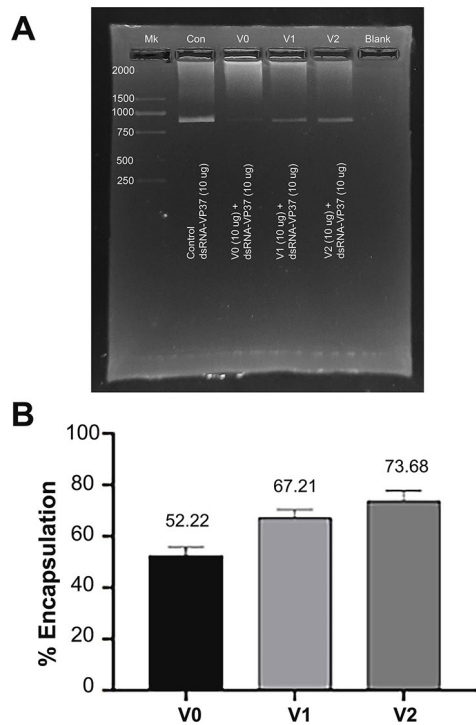 A
Mk Con V0 V1 V2 Blank
2000
1500
1000
750
500
250
Control
dsRNA-VP37 (10 ug)
V0 (10 ug) +
dsRNA-VP37 (10 ug)
V1 (10 ug) +
dsRNA-VP37 (10 ug)
V2 (10 ug) +
dsRNA-VP37 (10 ug)
B
% Encapsulation
100
80
60
40
20
0
52.22
67.21
73.68
V0 V1 V2